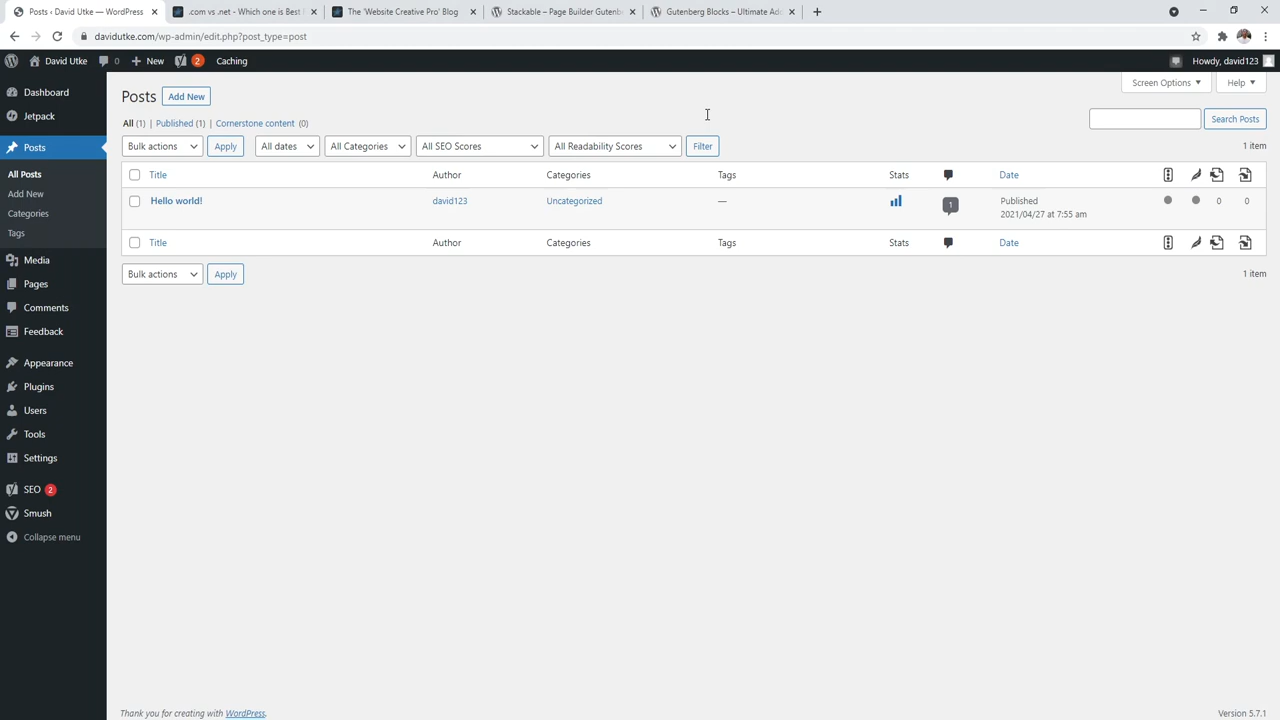 Posts ‹ David Utke — WordPress
.com vs .net - Which one is Best
The 'Website Creative Pro' Blog
Stackable – Page Builder Gutenb
Gutenberg Blocks – Ultimate Ad
davidutke.com/wp-admin/edit.php?post_type=post
David Utke
0
New
2
Caching
Howdy, david123
Dashboard
Jetpack
Posts
All Posts
Add New
Categories
Tags
Media
Pages
Comments
Feedback
Appearance
Plugins
Users
Tools
Settings
SEO 2
Smush
Collapse menu
Screen Options
Help
Posts
Add New
All (1) | Published (1) | Cornerstone content (0)
Search Posts
Bulk actions
Apply
All dates
All Categories
All SEO Scores
All Readability Scores
Filter
1 item
Title Author Categories Tags Stats Date
Hello world! david123 Uncategorized — 1 Published 0 0
2021/04/27 at 7:55 am
Title Author Categories Tags Stats Date
Bulk actions
Apply
1 item
Thank you for creating with WordPress.
Version 5.7.1